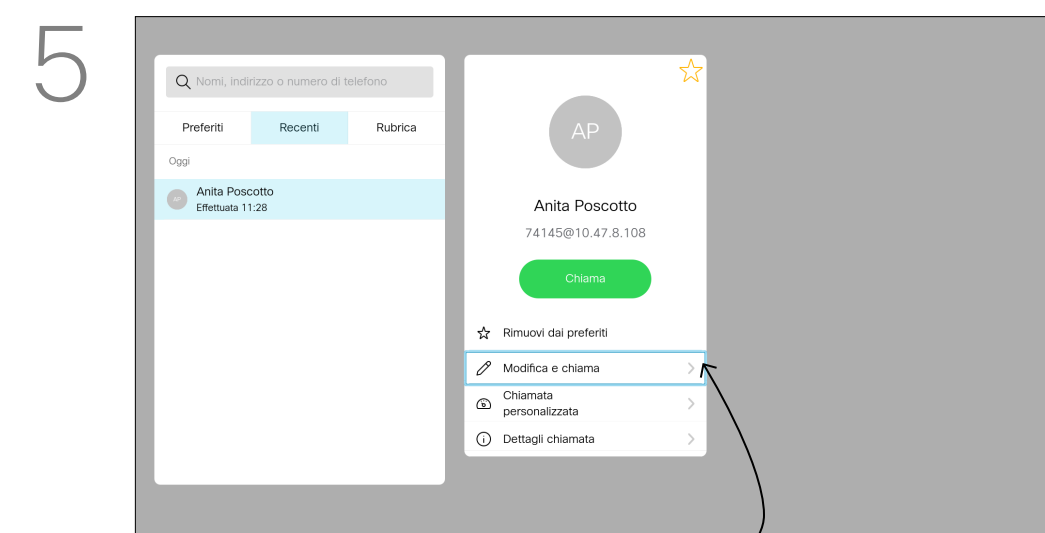 5
Nomi, indirizzo o numero di telefono
Preferiti Recenti Rubrica
Oggi
AP
Anita Poscotto
Effettuata 11:28
AP
Anita Poscotto
74145@10.47.8.108
Chiama
Rimuovi dai preferiti
Modifica e chiama
Chiamata
personalizzata
Dettagli chiamata